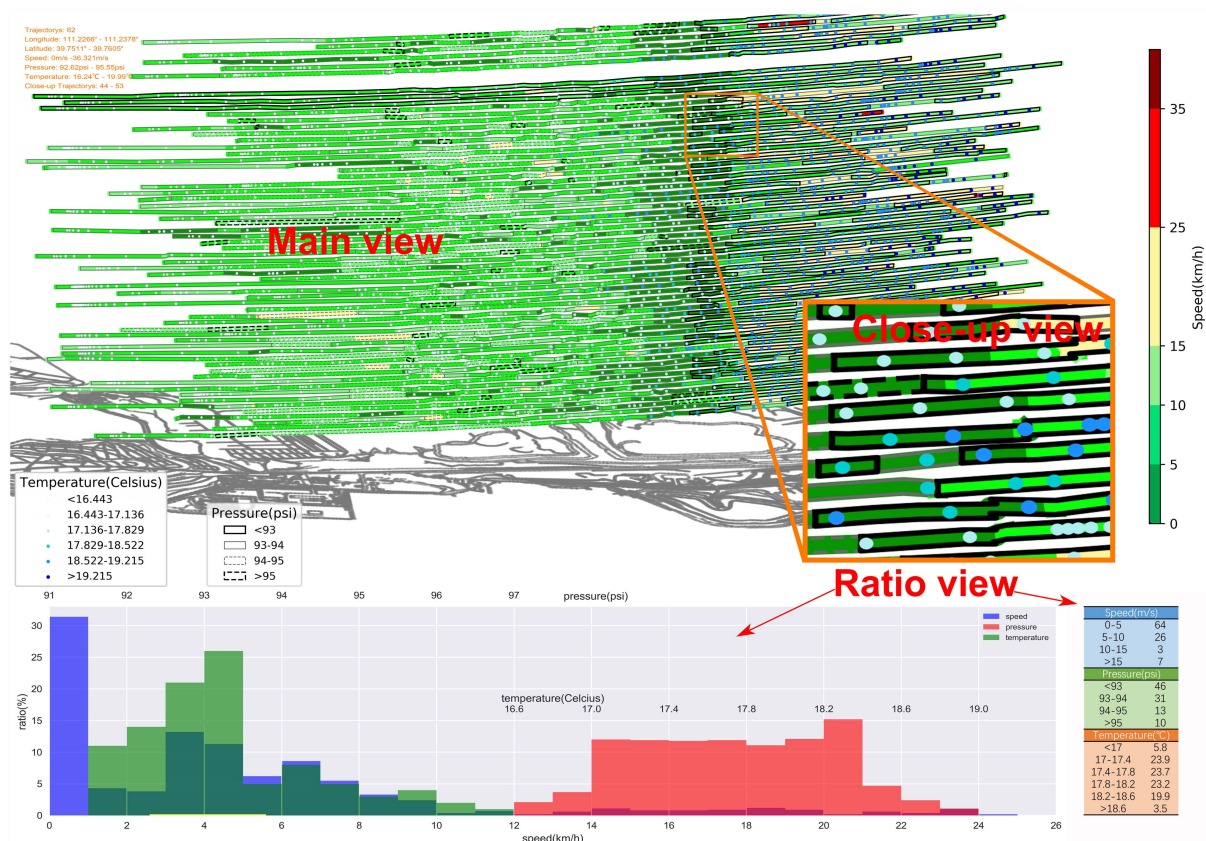 Trajectorys: 62
Longitude: 111.2266° - 111.2378°
Latitude: 39.7511° - 39.7605°
Speed: 0m/s -36.321m/s
Pressure: 92.62psi - 95.55psi
Temperature: 16.24℃ - 19.99℃
Close-up Trajectorys: 44 - 53
Main view
Close-up view
35
25
15
10
5
0
Speed(km/h)
Temperature(Celsius)
<16.443
16.443-17.136
17.136-17.829
17.829-18.522
18.522-19.215
>19.215
Pressure(psi)
<93
93-94
94-95
>95
Ratio view
91 92 93 94 95 96 97 pressure(psi)
speed
pressure
temperature
30
25
20
15
10
5
0
ratio(%)
temperature(Celcius)
16.6 17.0 17.4 17.8 18.2 18.6 19.0
0 2 4 6 8 10 12 14 16 18 20 22 24 26
speed(km/h)
Speed(m/s)
0-5 64
5-10 26
10-15 3
>15 7
Pressure(psi)
<93 46
93-94 31
94-95 13
>95 10
Temperature(℃)
<17 5.8
17-17.4 23.9
17.4-17.8 23.7
17.8-18.2 23.2
18.2-18.6 19.9
>18.6 3.5